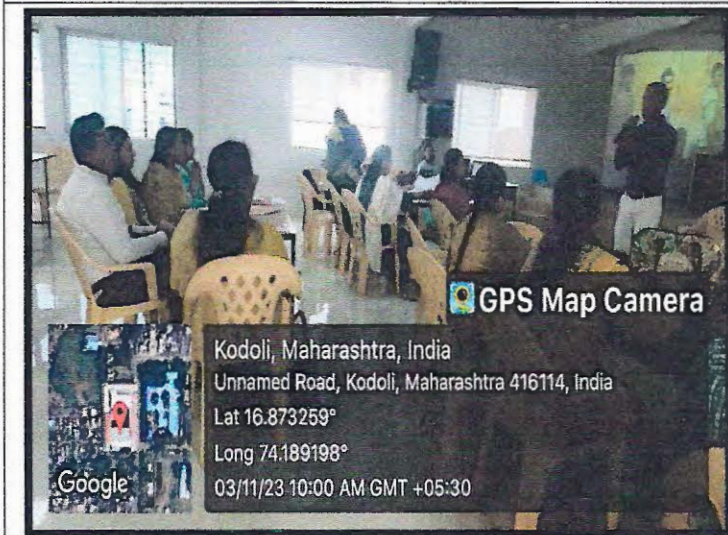 GPS Map Camera
Kodoli, Maharashtra, India
Unnamed Road, Kodoli, Maharashtra 416114, India
Lat 16.873259°
Long 74.189198°
03/11/23 10:00 AM GMT +05:30
Google